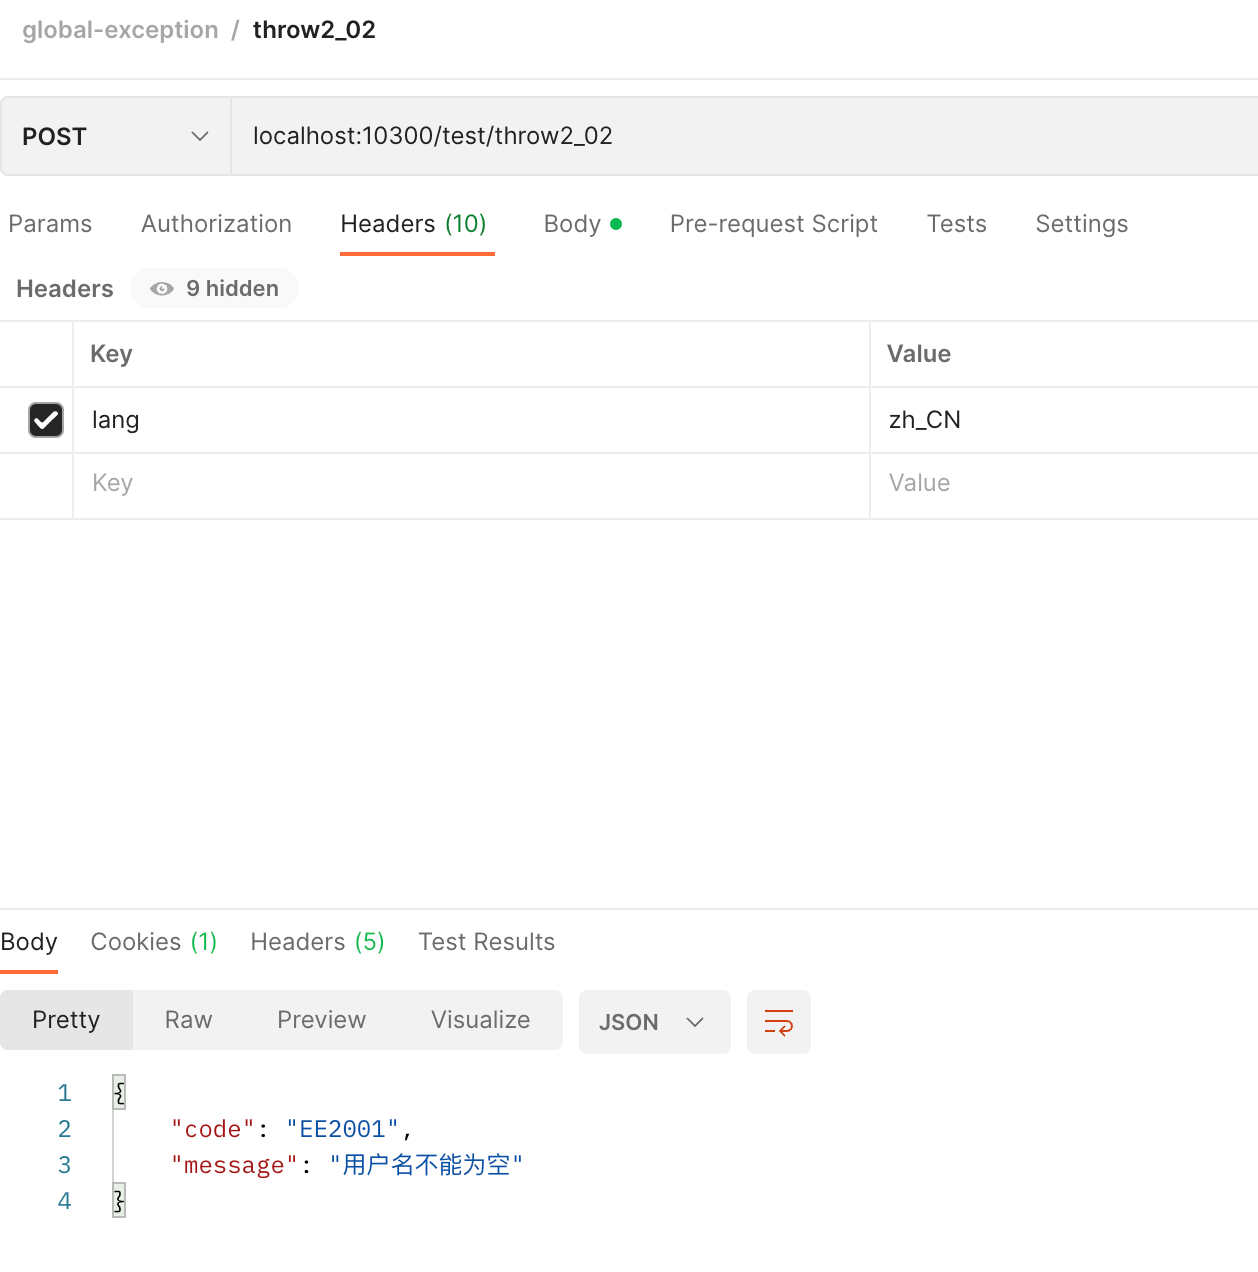 global-exception / throw2_02
POST localhost:10300/test/throw2_02
Params Authorization Headers (10) Body Pre-request Script Tests Settings
Headers 9 hidden
Key Value
lang zh_CN
Key Value
Body Cookies (1) Headers (5) Test Results
Pretty Raw Preview Visualize JSON
1 {
2 "code": "EE2001",
3 "message": "用户名不能为空"
4 }